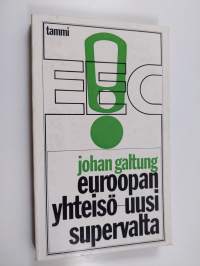 tammi
EEC
johan galtung
euroopan
yhteisö–uusi
supervalta